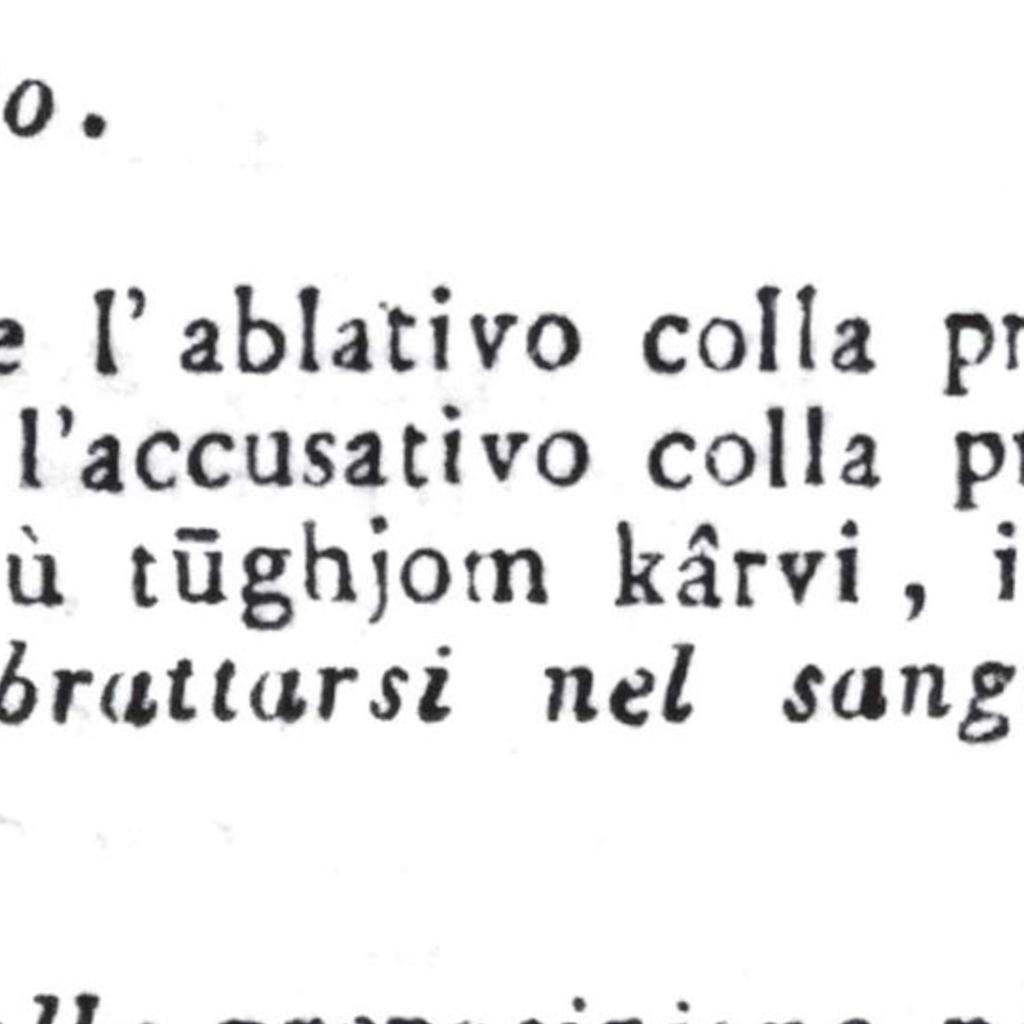 o.
e l' ablativo colla pr
l'accusativo colla pr
ù tūghjom kârvi, i
brattarsi nel sang